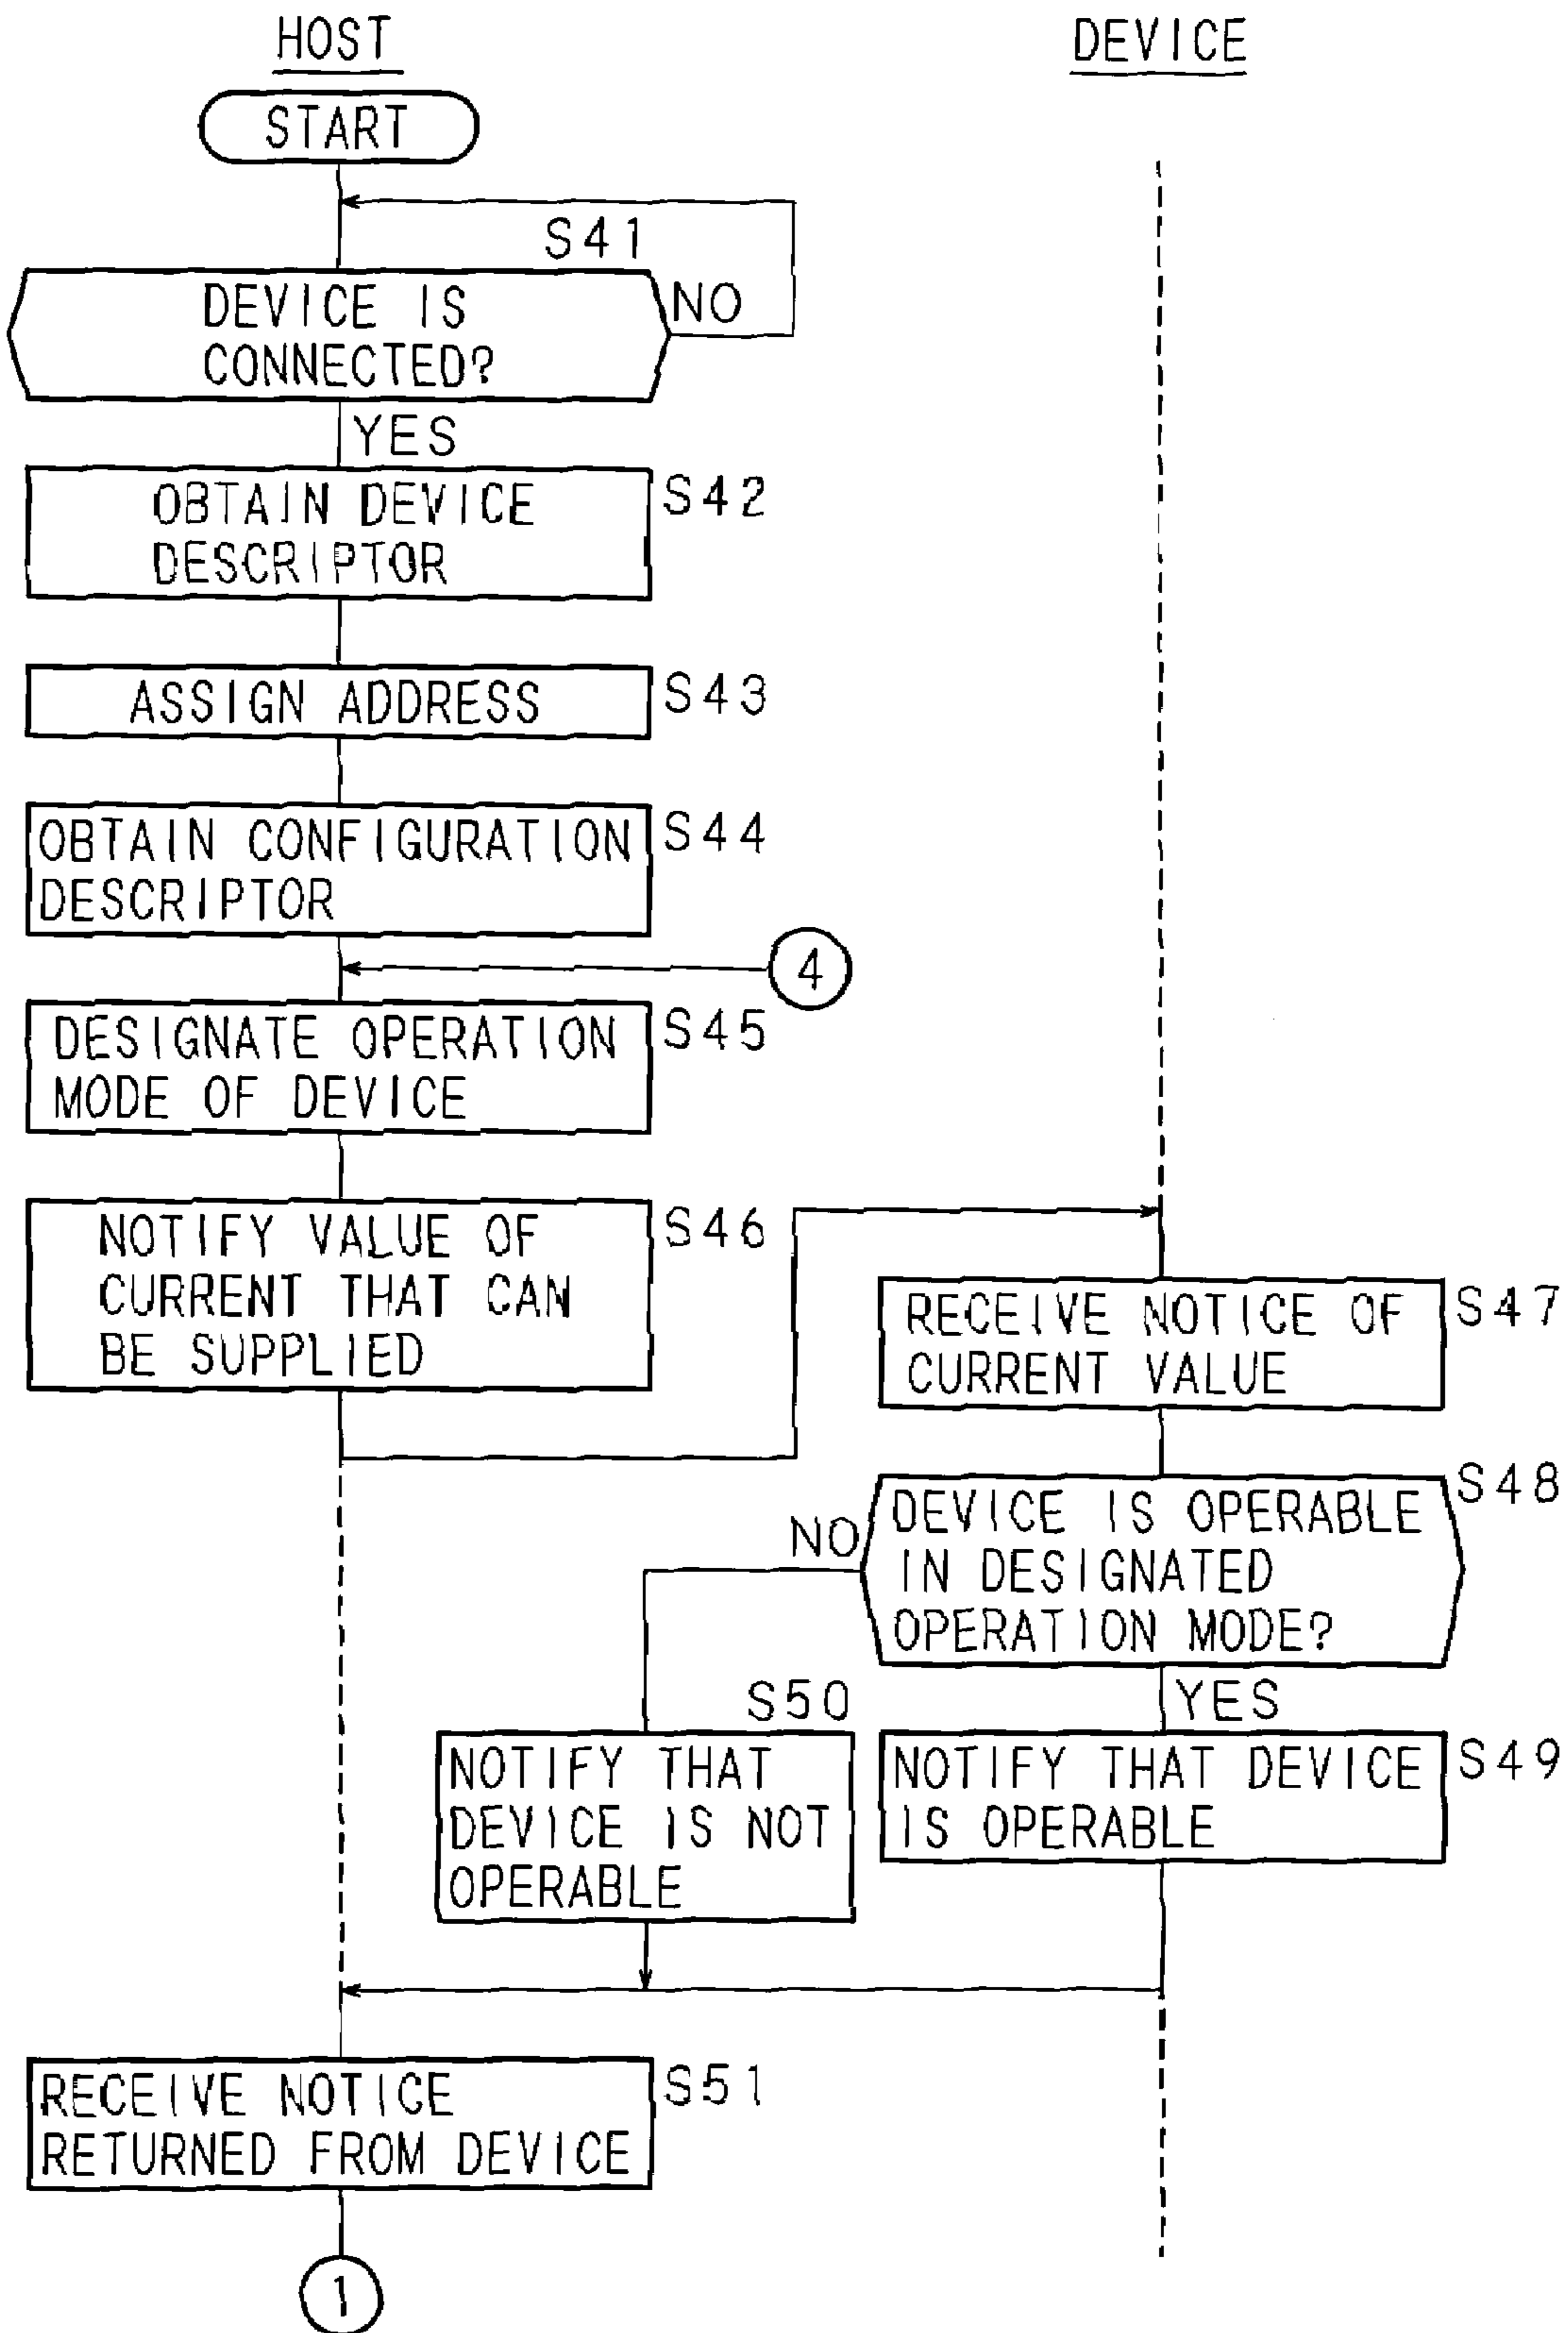 HOST
DEVICE
START
S41
DEVICE IS
CONNECTED?
NO
YES
OBTAIN DEVICE
DESCRIPTOR
S42
ASSIGN ADDRESS
S43
OBTAIN CONFIGURATION
DESCRIPTOR
S44
4
DESIGNATE OPERATION
MODE OF DEVICE
S45
NOTIFY VALUE OF
CURRENT THAT CAN
BE SUPPLIED
S46
RECEIVE NOTICE OF
CURRENT VALUE
S47
DEVICE IS OPERABLE
IN DESIGNATED
OPERATION MODE?
S48
NO
YES
S50
NOTIFY THAT
DEVICE IS NOT
OPERABLE
NOTIFY THAT DEVICE
IS OPERABLE
S49
RECEIVE NOTICE
RETURNED FROM DEVICE
S51
1